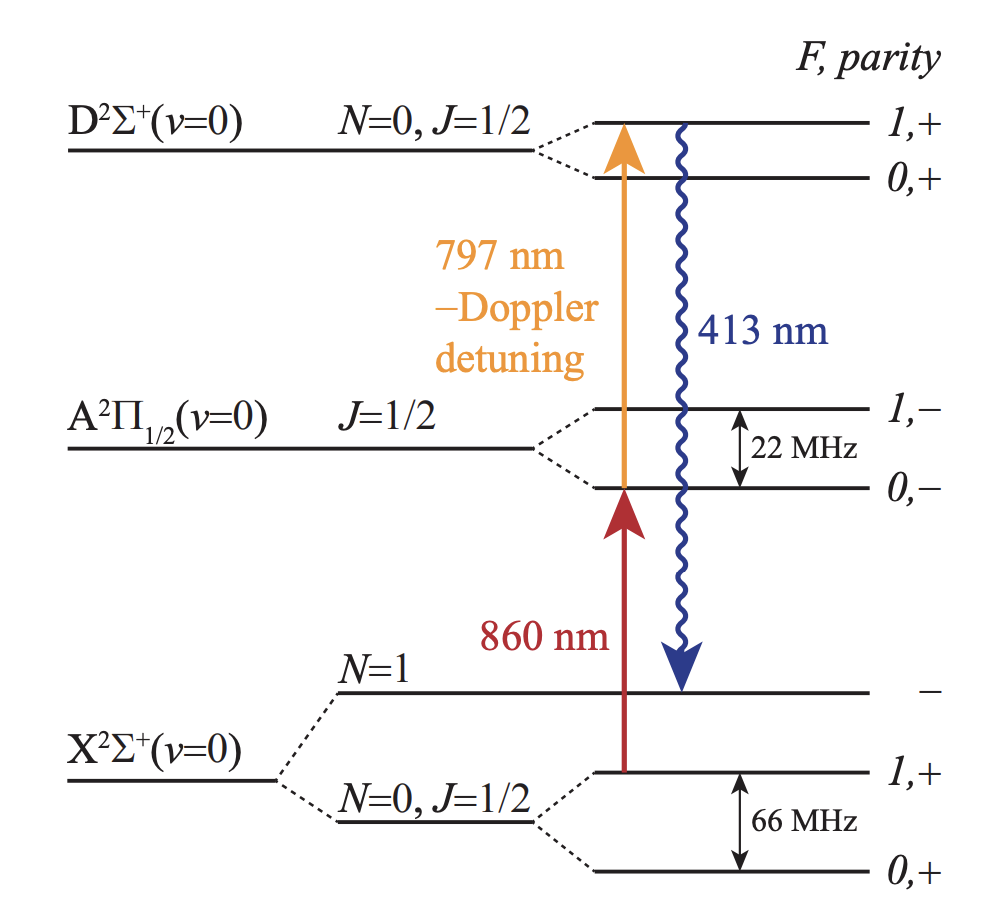 F, parity
D²Σ⁺(v=0) N=0, J=1/2 1,+
0,+
797 nm
–Doppler
detuning
413 nm
A²Π₁/₂(v=0) J=1/2 1,–
22 MHz
0,–
860 nm
N=1 –
X²Σ⁺(v=0)
1,+
N=0, J=1/2
66 MHz
0,+